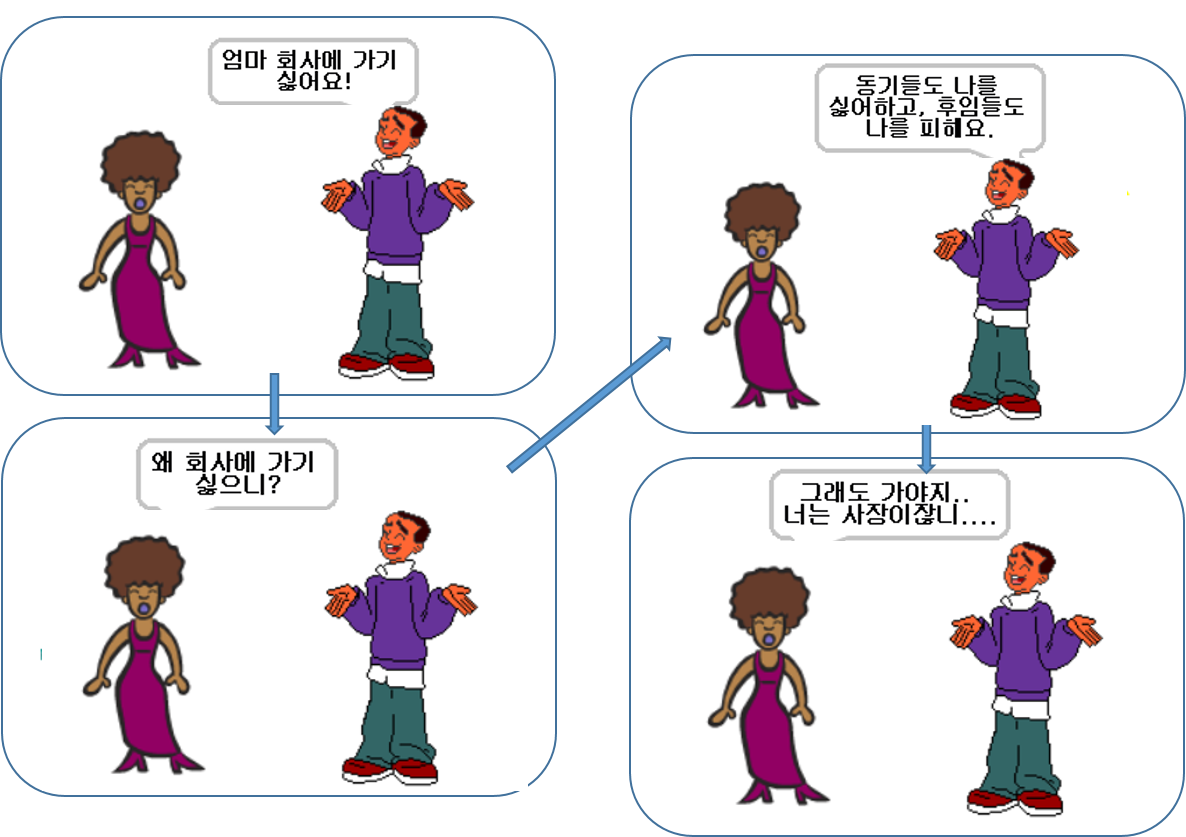 엄마 회사에 가기
싫어요!
왜 회사에 가기
싫으니?
동기들도 나를
싫어하고, 후임들도
나를 피해요.
그래도 가야지..
너는 사장이잖니....